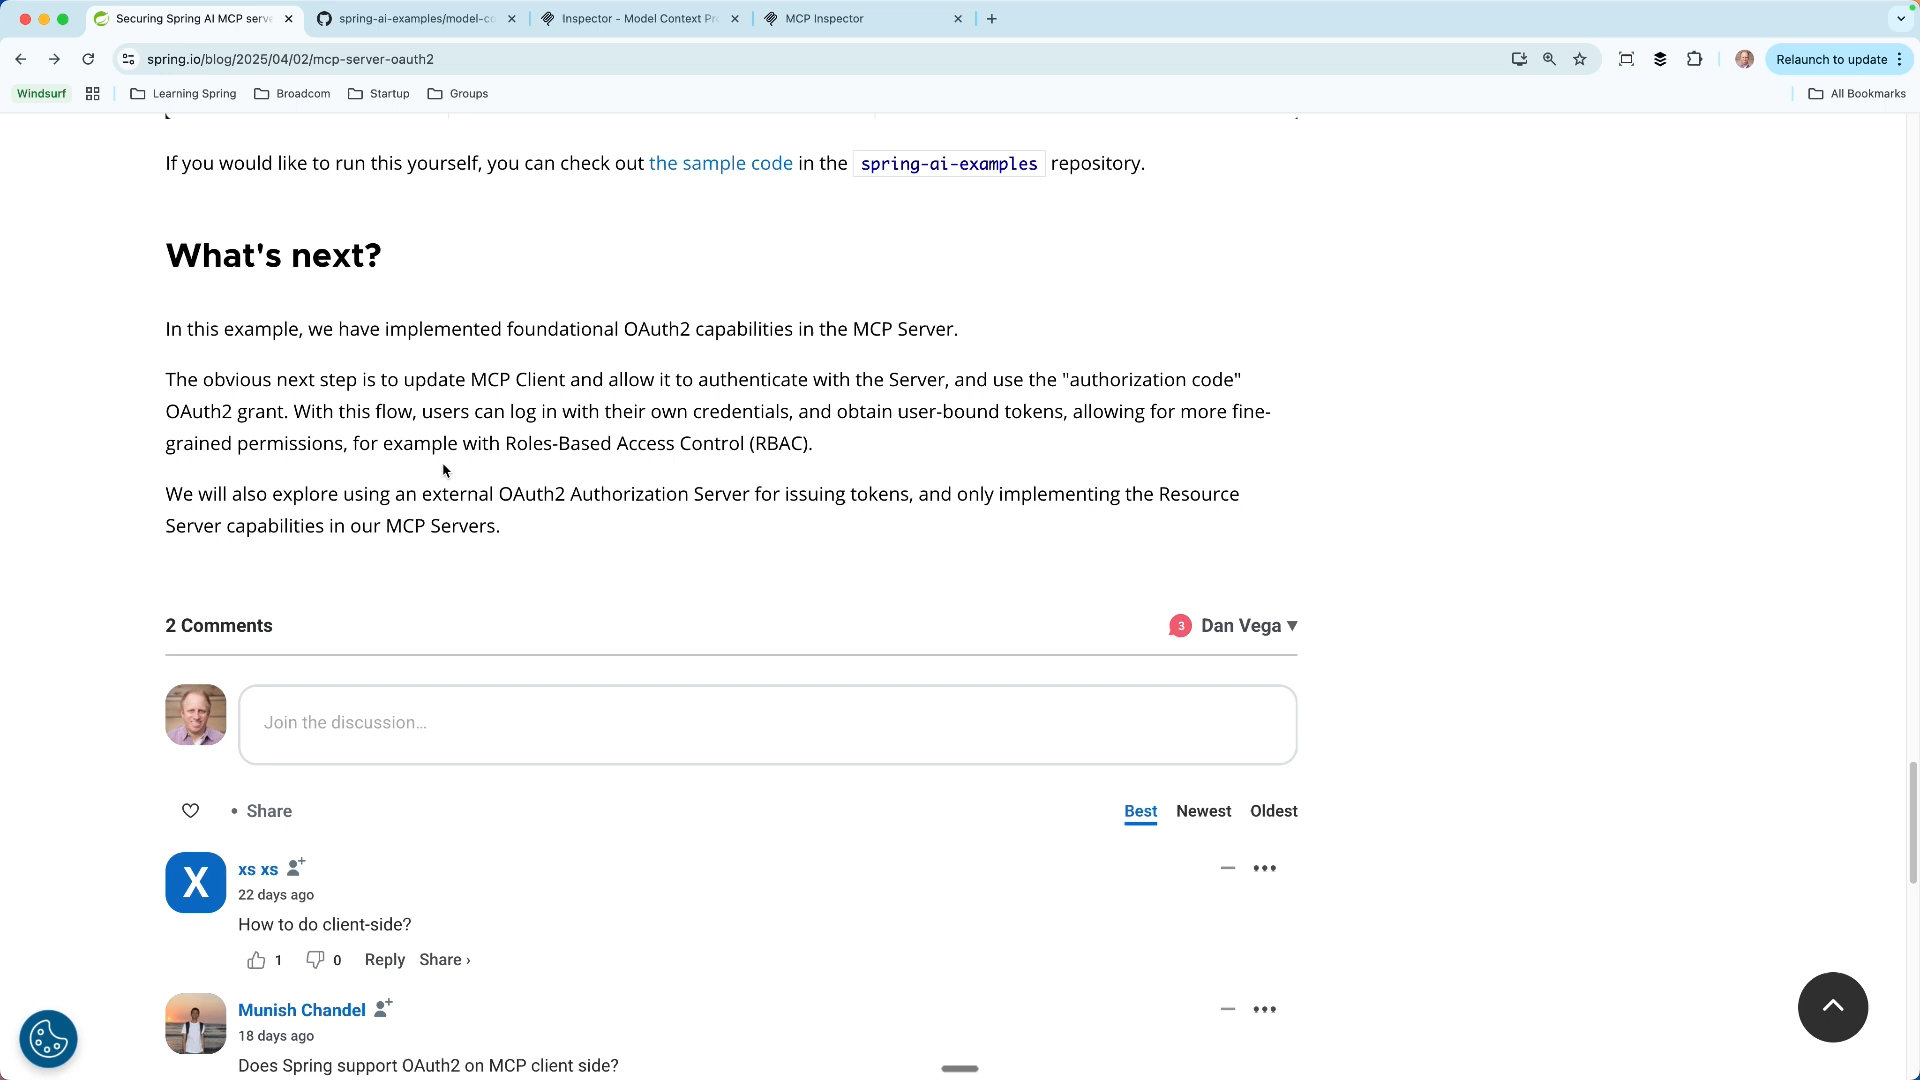 Securing Spring AI MCP serve
spring-ai-examples/model-co
Inspector - Model Context Pr
MCP Inspector
spring.io/blog/2025/04/02/mcp-server-oauth2
Relaunch to update
Windsurf
Learning Spring
Broadcom
Startup
Groups
All Bookmarks
If you would like to run this yourself, you can check out the sample code in the spring-ai-examples repository.
What's next?
In this example, we have implemented foundational OAuth2 capabilities in the MCP Server.
The obvious next step is to update MCP Client and allow it to authenticate with the Server, and use the "authorization code"
OAuth2 grant. With this flow, users can log in with their own credentials, and obtain user-bound tokens, allowing for more fine-
grained permissions, for example with Roles-Based Access Control (RBAC).
We will also explore using an external OAuth2 Authorization Server for issuing tokens, and only implementing the Resource
Server capabilities in our MCP Servers.
2 Comments
3 Dan Vega ▾
Join the discussion...
• Share
Best Newest Oldest
X
xs xs
22 days ago
How to do client-side?
1 0 Reply Share ›
Munish Chandel
18 days ago
Does Spring support OAuth2 on MCP client side?